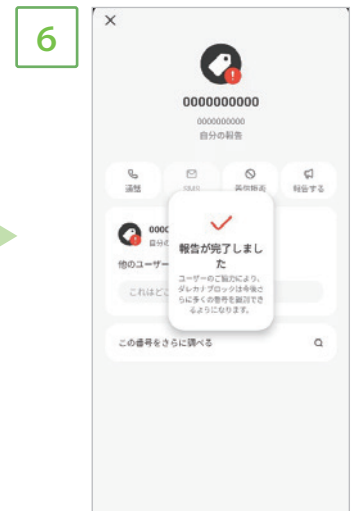 6
0000000000
0000000000
自分の報告
通話
SMS
着信拒否
報告する
0000
自分の
他のユーザー
これはどこ
報告が完了しまし
た
ユーザーのご協力により、
ダレカナブロックは今後さ
らに多くの番号を識別でき
るようになります。
この番号をさらに調べる